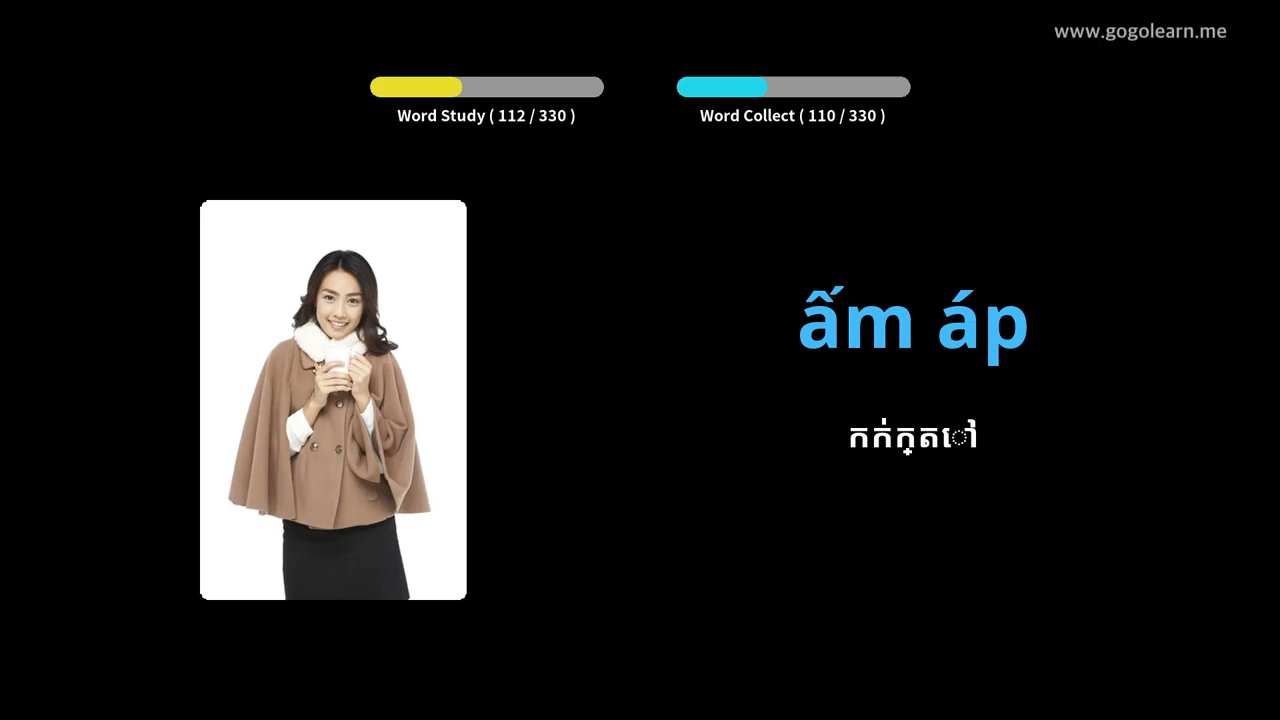 www.gogolearn.me
Word Study ( 112 / 330 )
Word Collect ( 110 / 330 )
ấm áp
កក់ក្តៅ